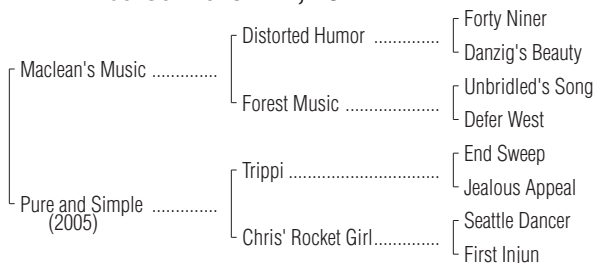 Forty Niner
Distorted Humor ..............
Danzig's Beauty
Maclean's Music ..............
Unbridled's Song
Forest Music ....................
Defer West
End Sweep
Trippi ................................
Jealous Appeal
Pure and Simple ..............
(2005)
Seattle Dancer
Chris' Rocket Girl..............
First Injun